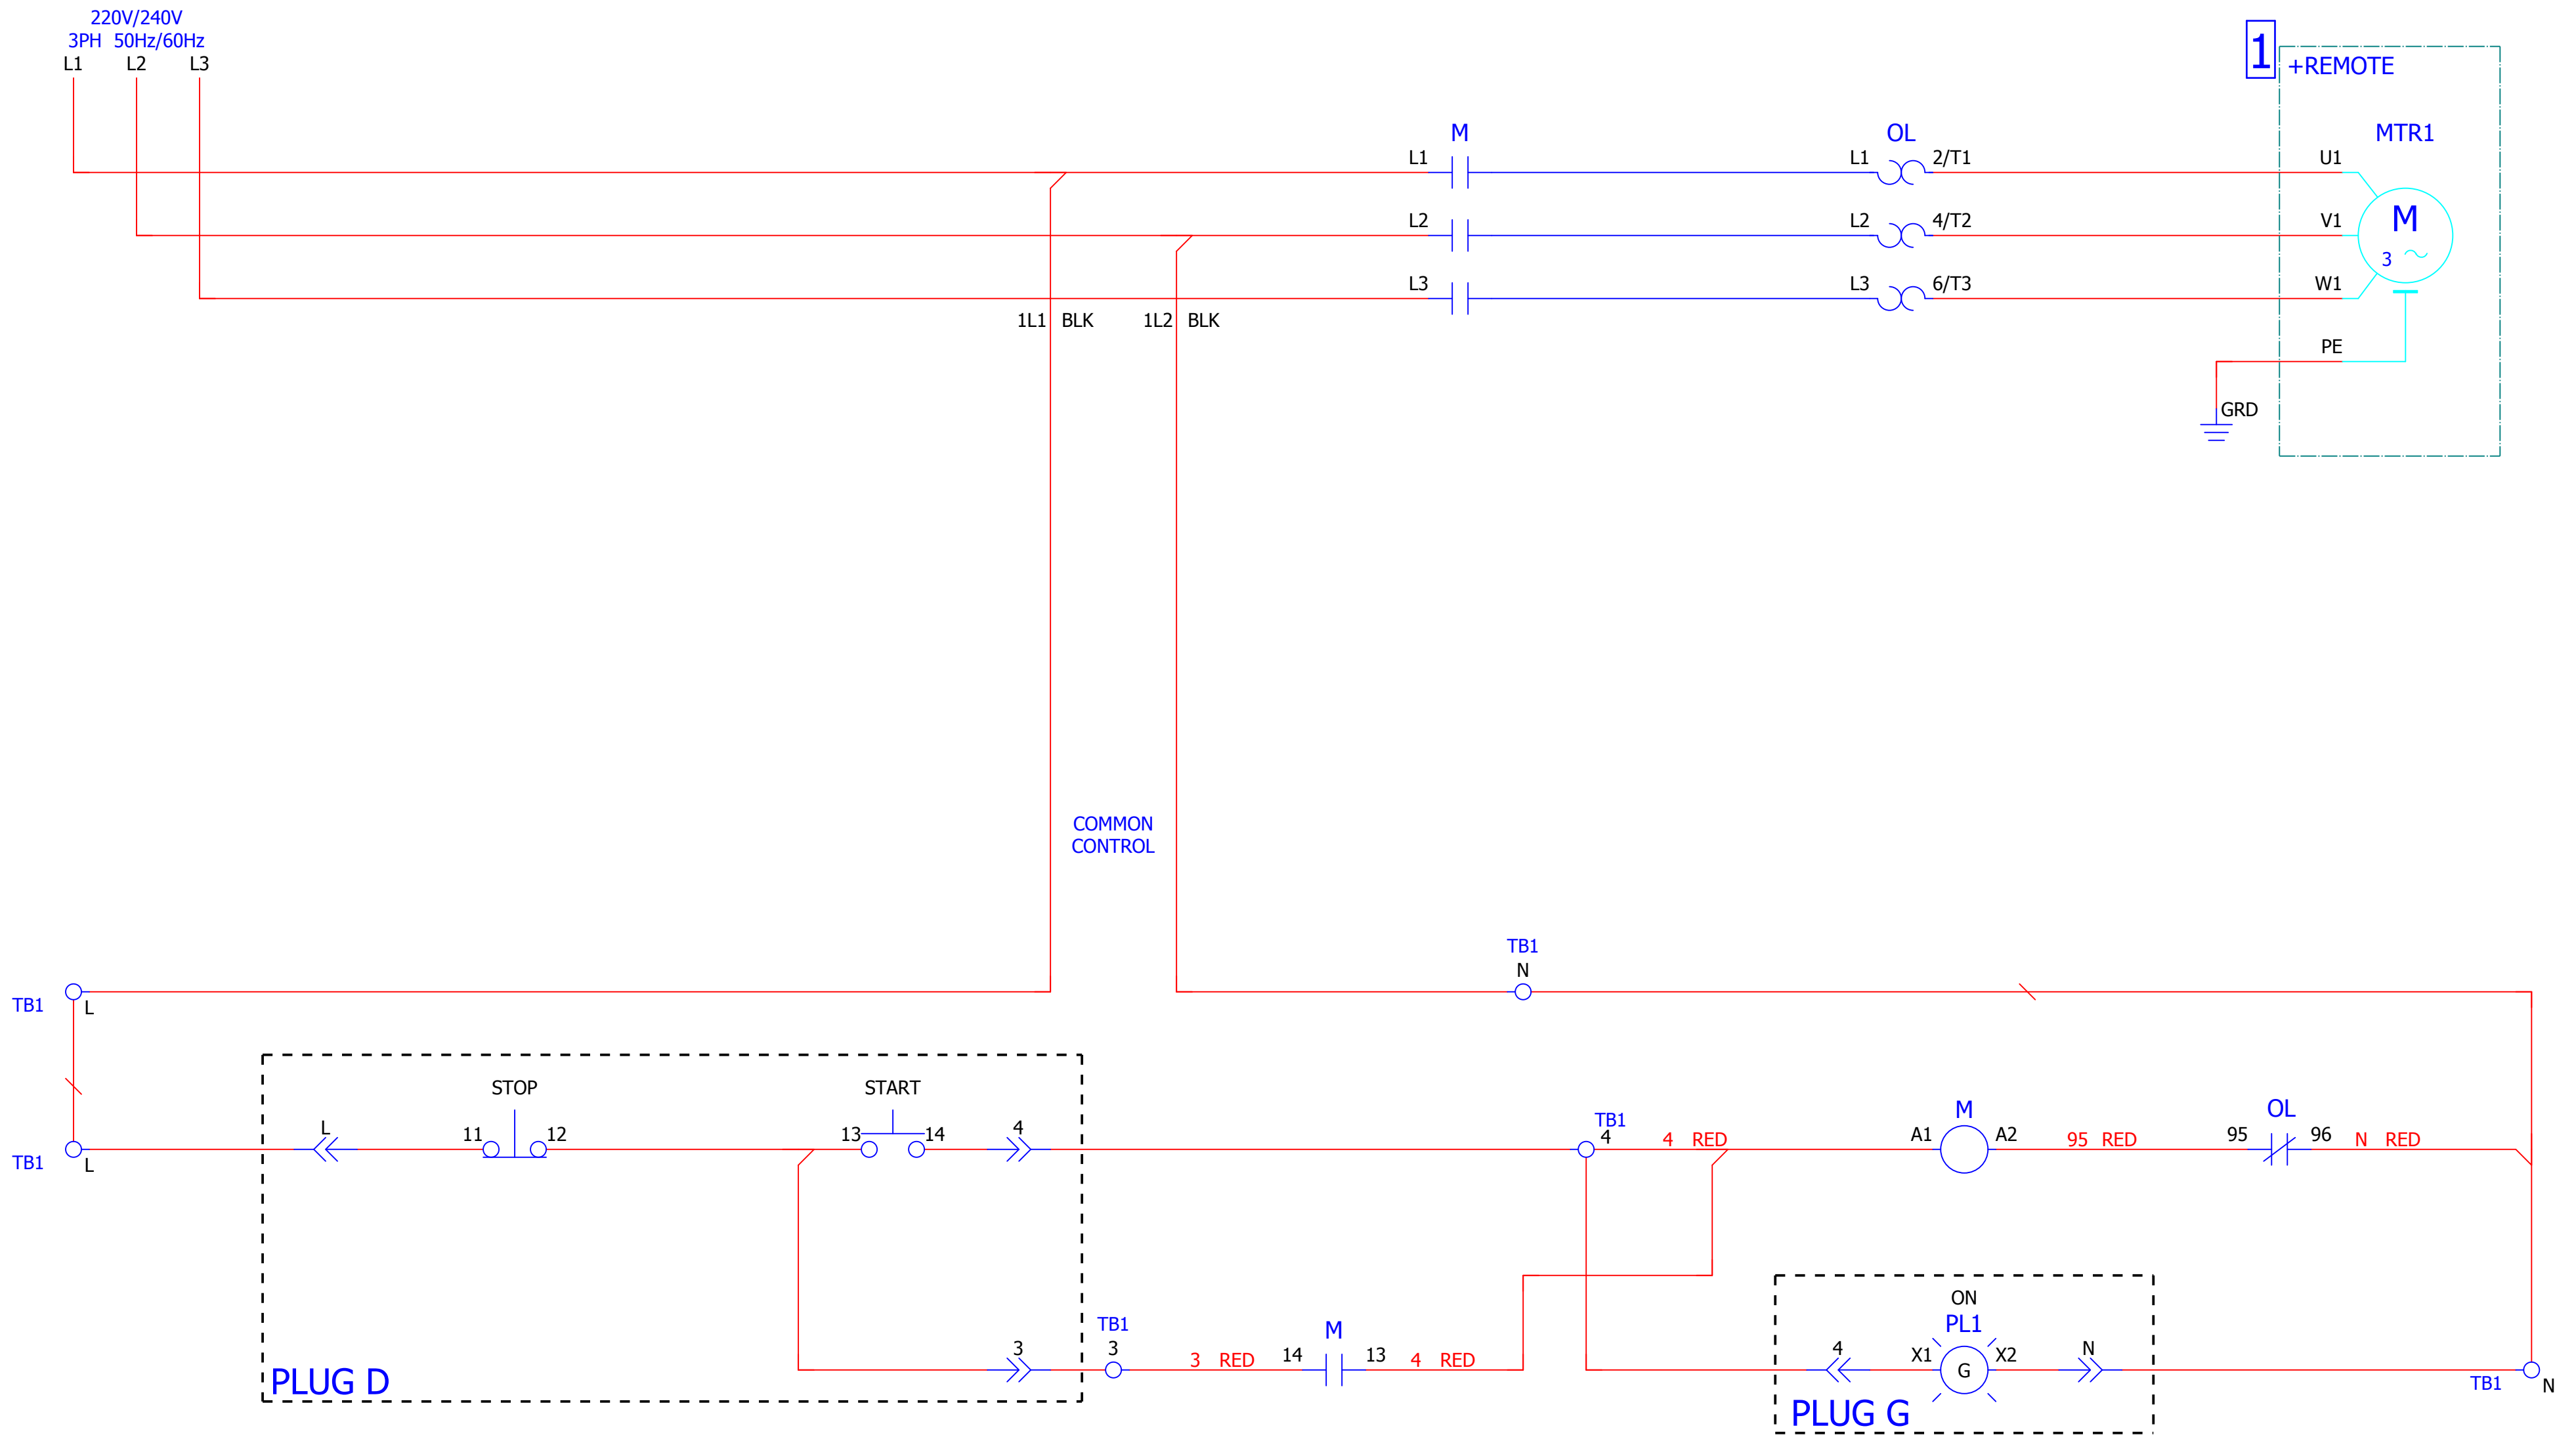 220V/240V
3PH 50Hz/60Hz
L1 L2 L3
1
+REMOTE
M OL MTR1
L1 L1 2/T1 U1
L2 L2 4/T2 V1
M
3
L3 L3 6/T3 W1
1L1 BLK 1L2 BLK
PE
GRD
COMMON
CONTROL
TB1
N
TB1 L
STOP START
M OL
TB1
L 11 12 13 14 4 4 4 RED A1 A2 95 RED 95 96 N RED
TB1 L
ON
TB1 M PL1
3 3 3 RED 14 13 4 RED 4 X1 X2 N
G
PLUG D
TB1 N
PLUG G